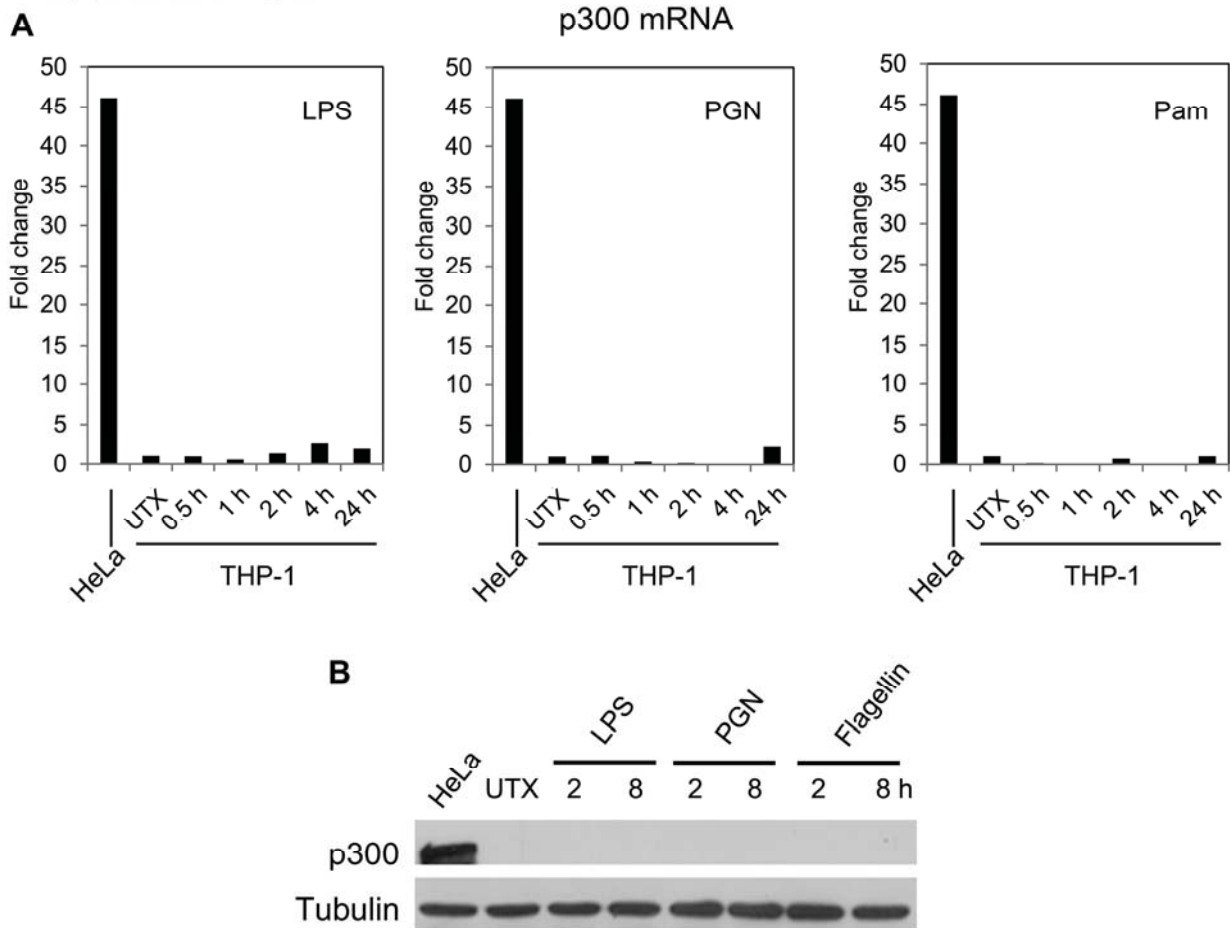 A
p300 mRNA
50
45
40
35
30
25
20
15
10
5
0
Fold change
LPS
HeLa
UTX
0.5 h
1 h
2 h
4 h
24 h
THP-1
50
45
40
35
30
25
20
15
10
5
0
Fold change
PGN
HeLa
UTX
0.5 h
1 h
2 h
4 h
24 h
THP-1
50
45
40
35
30
25
20
15
10
5
0
Fold change
Pam
HeLa
UTX
0.5 h
1 h
2 h
4 h
24 h
THP-1
B
LPS PGN Flagellin
HeLa UTX 2 8 2 8 2 8 h
p300
Tubulin